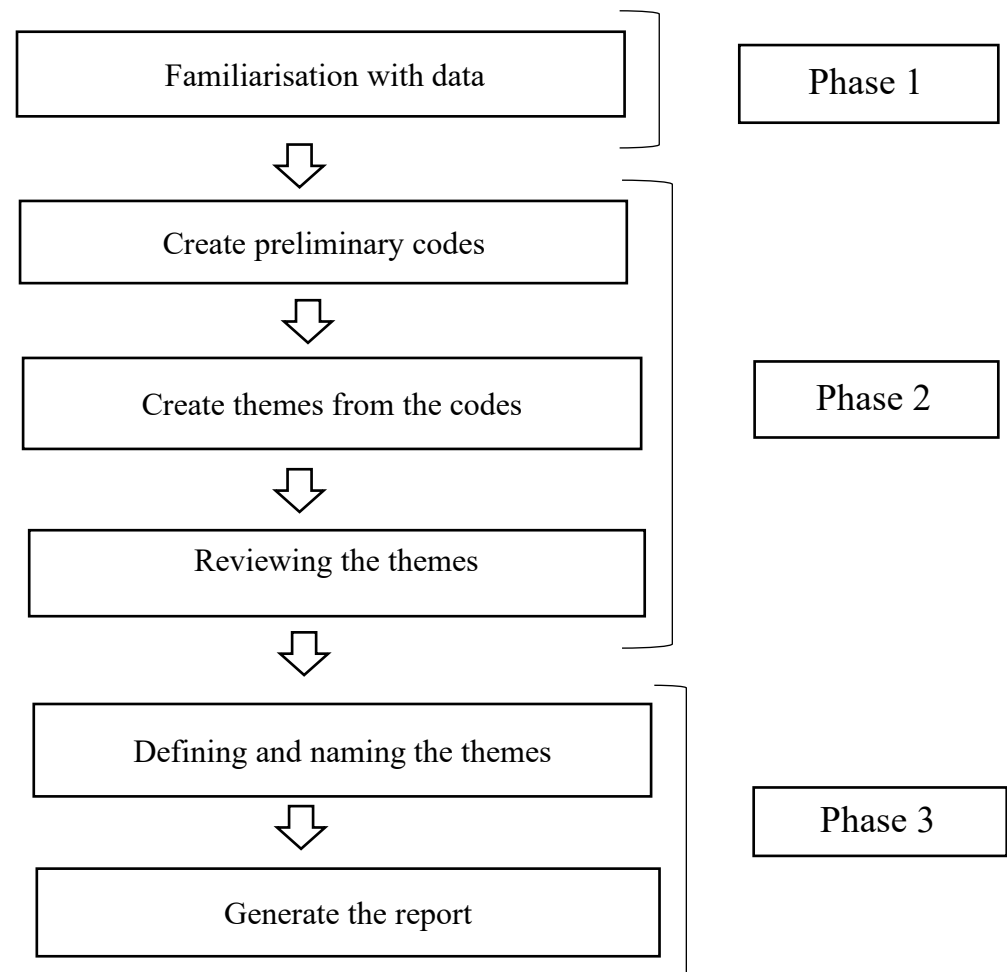 Familiarisation with data
Phase 1
Create preliminary codes
Create themes from the codes
Phase 2
Reviewing the themes
Defining and naming the themes
Phase 3
Generate the report